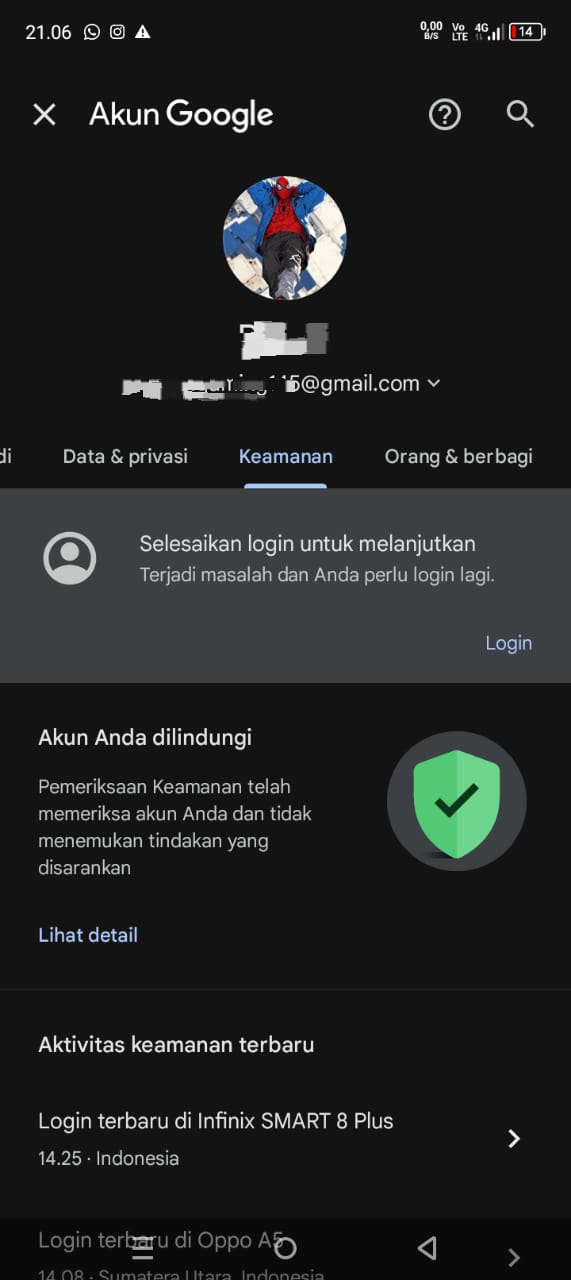 21.06
0,00 B/S Vo LTE 4G 14
Akun Google
5@gmail.com
di Data & privasi Keamanan Orang & berbagi
Selesaikan login untuk melanjutkan
Terjadi masalah dan Anda perlu login lagi.
Login
Akun Anda dilindungi
Pemeriksaan Keamanan telah
memeriksa akun Anda dan tidak
menemukan tindakan yang
disarankan
Lihat detail
Aktivitas keamanan terbaru
Login terbaru di Infinix SMART 8 Plus
14.25 · Indonesia
Login terbaru di Oppo A5
14.08 · Sumatera Utara, Indonesia